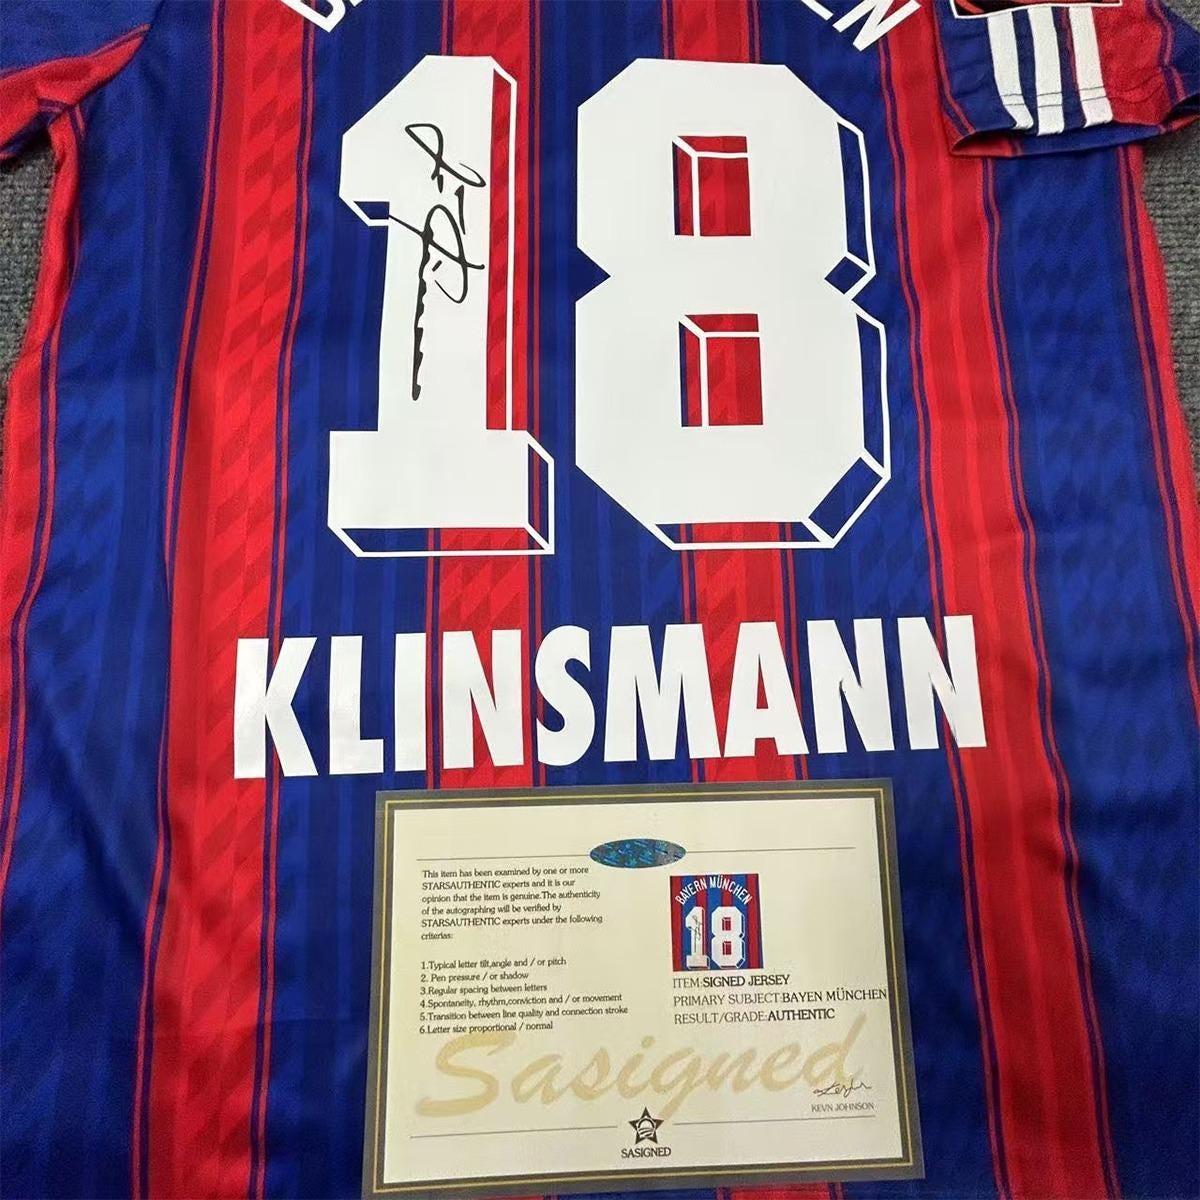 18
KLINSMANN
This item has been examined by one or more
STARSAUTHENTIC experts and it is our
opinion that the item is genuine.The authenticity
of the autographing will be verified by
STARSAUTHENTIC experts under the following
criterias:
1.Typical letter tilt,angle and / or pitch
2. Pen pressure / or shadow
3.Regular spacing between letters
4.Spontaneity, rhythm,conviction and / or movement
5.Transition between line quality and connection stroke
6.Letter size proportional / normal
BAYERN MÜNCHEN
18
ITEM:SIGNED JERSEY
PRIMARY SUBJECT:BAYEN MÜNCHEN
RESULT/GRADE:AUTHENTIC
Sasigned
KEVN JOHNSON
SASIGNED